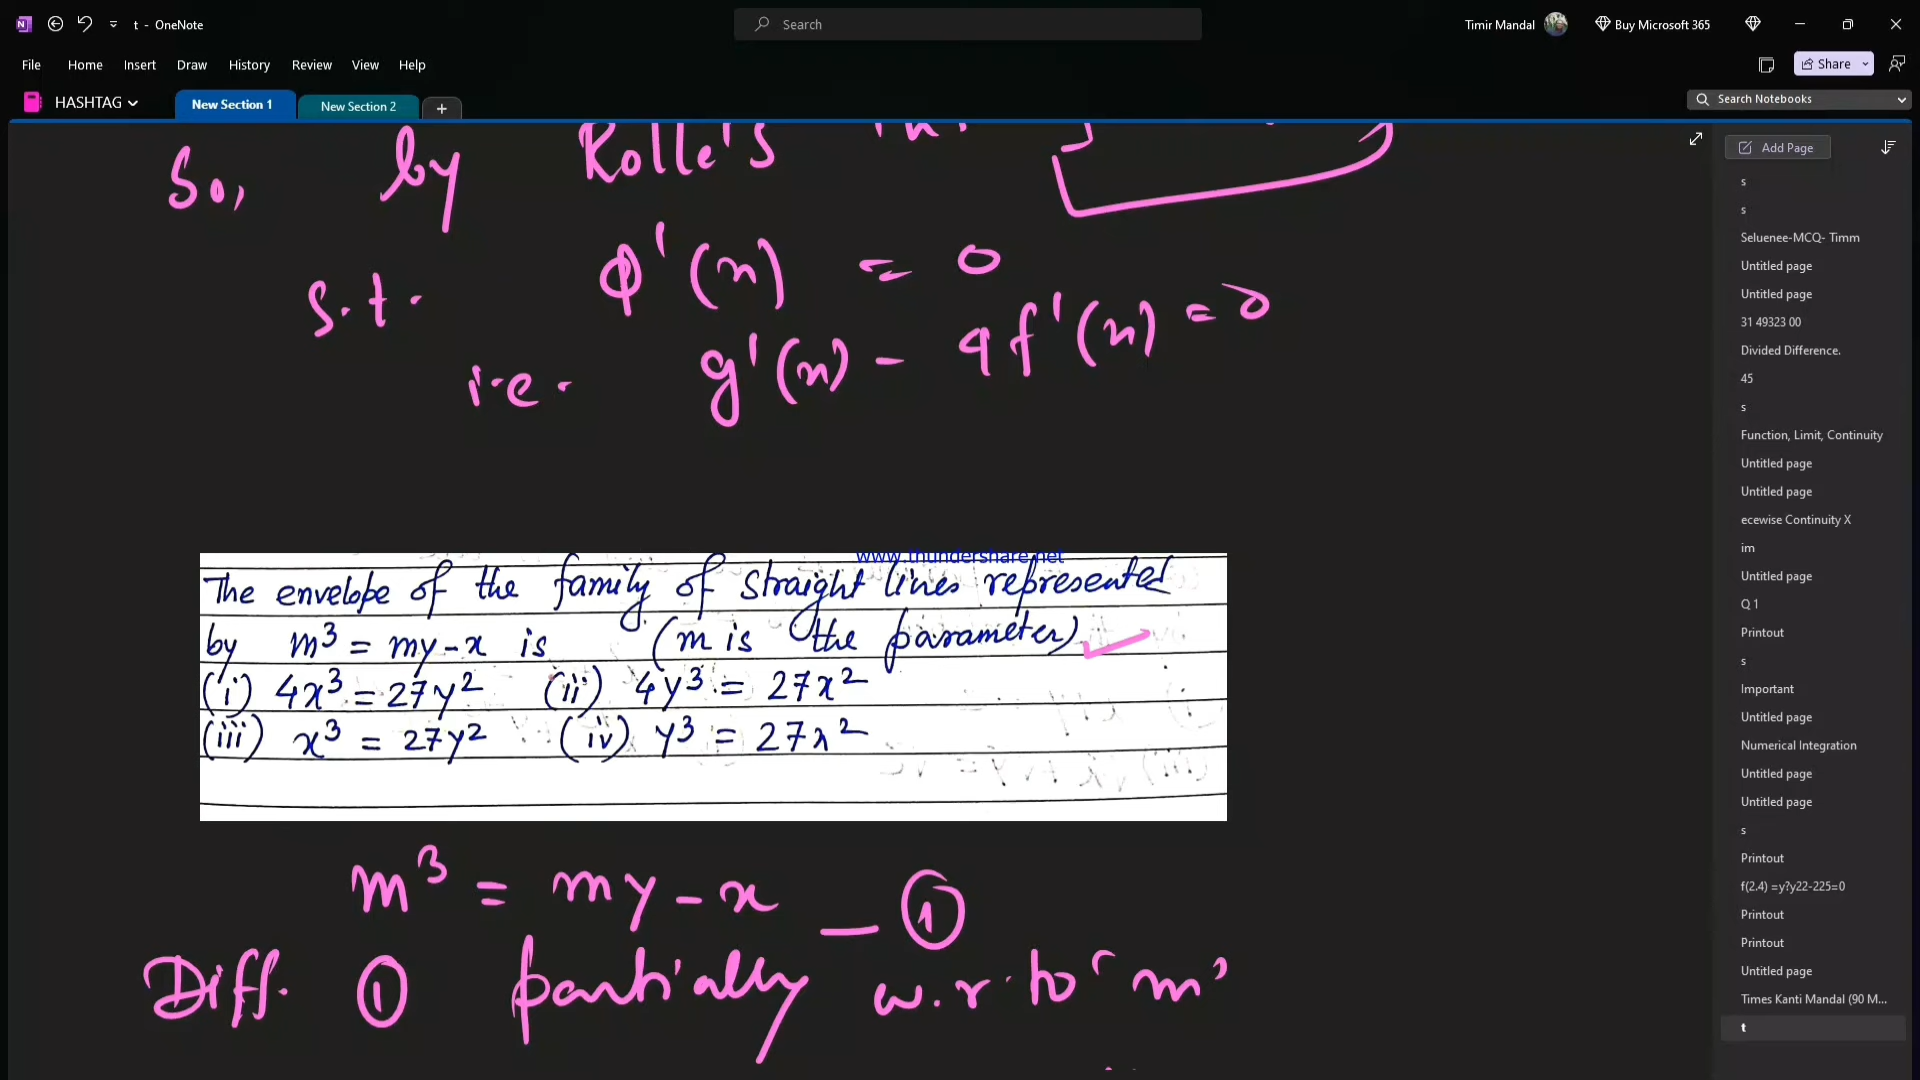 t - OneNote
Search
Timir Mandal
Buy Microsoft 365
File Home Insert Draw History Review View Help
Share
HASHTAG
New Section 1
New Section 2
+
Search Notebooks
So, by Rolle's Th.
s.t. φ'(x) = 0
i.e. g'(x) - 9f'(x) = 0
www.thundershare.net
The envelope of the family of straight lines represented
by m³ = my-x is (m is the parameter)
(i) 4x³ = 27y² (ii) 4y³ = 27x²
(iii) x³ = 27y² (iv) y³ = 27x²
m³ = my - x — ①
Diff. ① partially w.r.to 'm'
Add Page
s
s
Seluenee-MCQ- Timm
Untitled page
Untitled page
31 49323 00
Divided Difference.
45
s
Function, Limit, Continuity
Untitled page
Untitled page
ecewise Continuity X
im
Untitled page
Q 1
Printout
s
Important
Untitled page
Numerical Integration
Untitled page
Untitled page
s
Printout
f(2.4) =y?y22-225=0
Printout
Printout
Untitled page
Times Kanti Mandal (90 M...
t